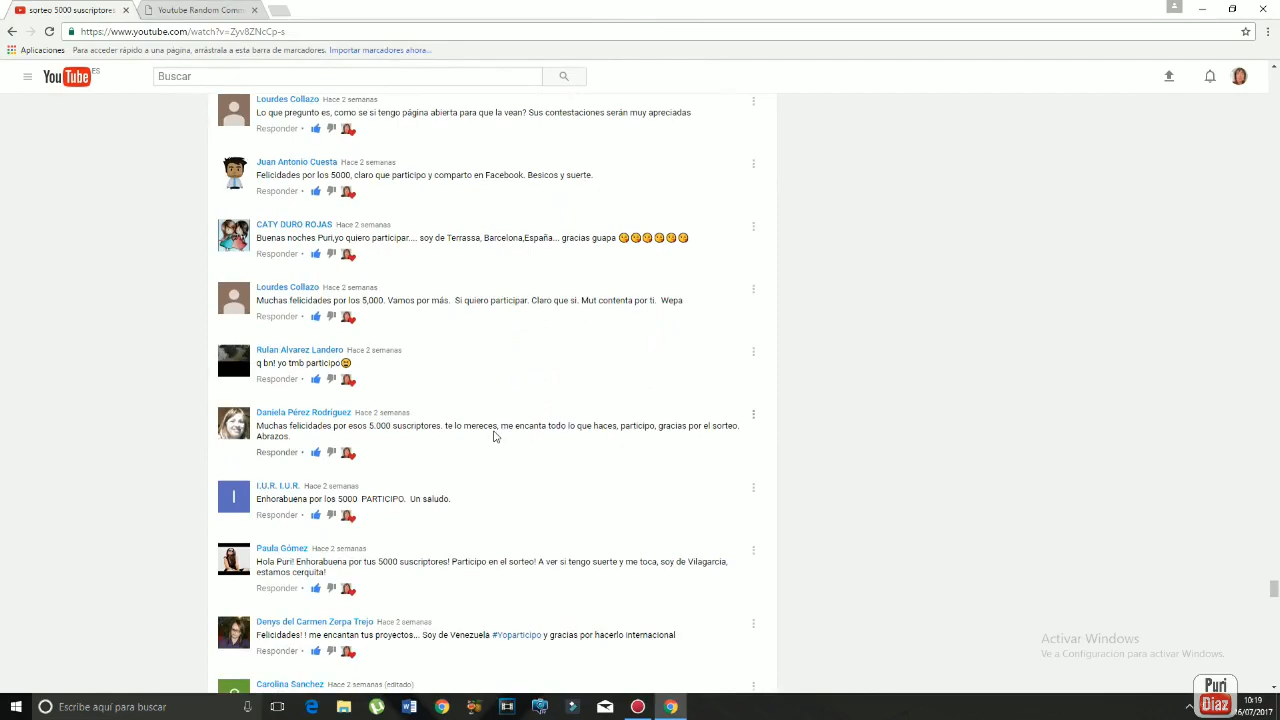 sorteo 5000 suscriptores
Youtube Random Comm
https://www.youtube.com/watch?v=Zyv8ZNcCp-s
Aplicaciones Para acceder rápido a una página, arrástrala a esta barra de marcadores. Importar marcadores ahora...
YouTube ES
Buscar
Lourdes Collazo Hace 2 semanas
Lo que pregunto es, como se si tengo página abierta para que la vean? Sus contestaciones serán muy apreciadas
Responder •
Juan Antonio Cuesta Hace 2 semanas
Felicidades por los 5000, claro que participo y comparto en Facebook. Besicos y suerte.
Responder •
CATY DURO ROJAS Hace 2 semanas
Buenas noches Puri,yo quiero participar.... soy de Terrassa, Barcelona,España... gracias guapa 😘😘😘😘😘😘
Responder •
Lourdes Collazo Hace 2 semanas
Muchas felicidades por los 5,000. Vamos por más. Si quiero participar. Claro que si. Mut contenta por ti. Wepa
Responder •
Rulan Alvarez Landero Hace 2 semanas
q bn! yo tmb participo
Responder •
Daniela Pérez Rodríguez Hace 2 semanas
Muchas felicidades por esos 5.000 suscriptores. te lo mereces, me encanta todo lo que haces, participo, gracias por el sorteo.
Abrazos.
Responder •
I
I.U.R. I.U.R. Hace 2 semanas
Enhorabuena por los 5000 PARTICIPO. Un saludo.
Responder •
Paula Gómez Hace 2 semanas
Hola Puri! Enhorabuena por tus 5000 suscriptores! Participo en el sorteo! A ver si tengo suerte y me toca, soy de Vilagarcía,
estamos cerquita!
Responder •
Denys del Carmen Zerpa Trejo Hace 2 semanas
Felicidades! ! me encantan tus proyectos... Soy de Venezuela #Yoparticipo y gracias por hacerlo internacional
Responder •
Carolina Sanchez Hace 2 semanas (editado)
Activar Windows
Ve a Configuración para activar Windows.
Puri
Diaz
Escribe aquí para buscar
10:19
16/07/2017